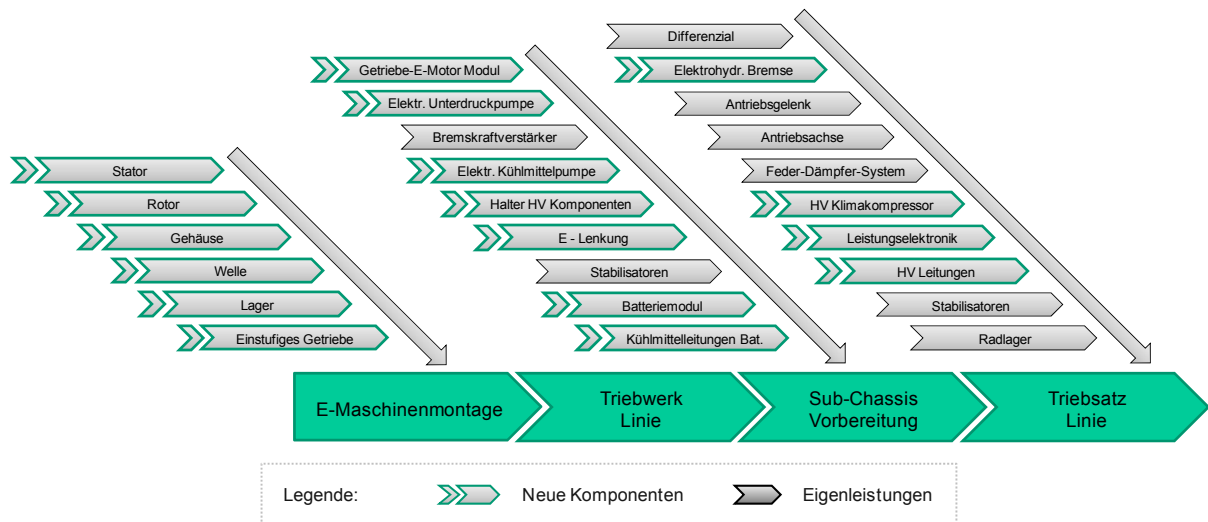 Stator
Rotor
Gehäuse
Welle
Lager
Einstufiges Getriebe
Getriebe-E-Motor Modul
Elektr. Unterdruckpumpe
Bremskraftverstärker
Elektr. Kühlmittelpumpe
Halter HV Komponenten
E - Lenkung
Stabilisatoren
Batteriemodul
Kühlmittelleitungen Bat.
Differenzial
Elektrohydr. Bremse
Antriebsgelenk
Antriebsachse
Feder-Dämpfer-System
HV Klimakompressor
Leistungselektronik
HV Leitungen
Stabilisatoren
Radlager
E-Maschinenmontage
Triebwerk
Linie
Sub-Chassis
Vorbereitung
Triebsatz
Linie
Legende:
Neue Komponenten
Eigenleistungen